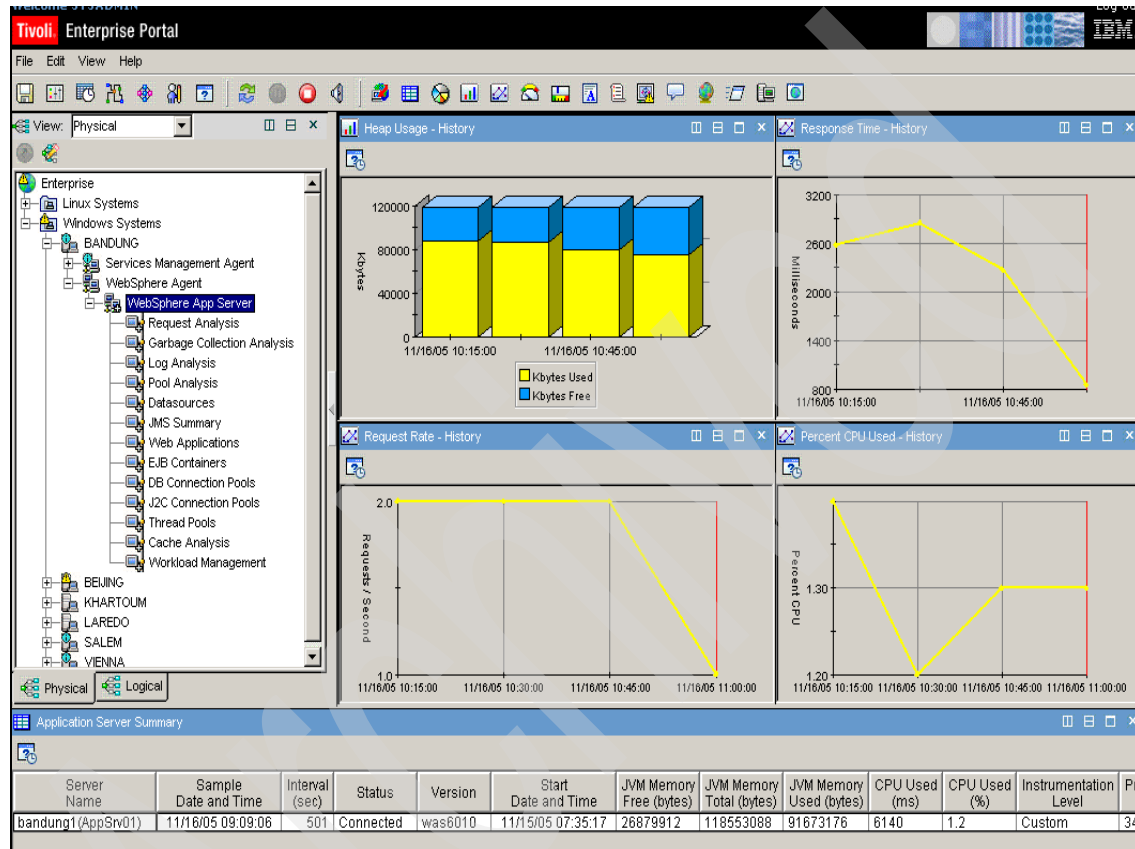 Welcome SYSADMIN
Tivoli. Enterprise Portal
IBM
File Edit View Help
View: Physical
Enterprise
Linux Systems
Windows Systems
BANDUNG
Services Management Agent
WebSphere Agent
WebSphere App Server
Request Analysis
Garbage Collection Analysis
Log Analysis
Pool Analysis
Datasources
JMS Summary
Web Applications
EJB Containers
DB Connection Pools
J2C Connection Pools
Thread Pools
Cache Analysis
Workload Management
BEIJING
KHARTOUM
LAREDO
SALEM
VIENNA
Physical Logical
Heap Usage - History
120000
80000
40000
0
Kbytes
11/16/05 10:15:00 11/16/05 10:45:00
Kbytes Used
Kbytes Free
Response Time - History
3200
2600
2000
1400
800
Milliseconds
11/16/05 10:15:00 11/16/05 10:45:00
Request Rate - History
2.0
1.0
Requests / Second
11/16/05 10:15:00 11/16/05 10:30:00 11/16/05 10:45:00 11/16/05 11:00:00
Percent CPU Used - History
1.30
1.20
Percent CPU
11/16/05 10:15:00 11/16/05 10:30:00 11/16/05 10:45:00 11/16/05 11:00:00
Application Server Summary
Server Name Sample Date and Time Interval (sec) Status Version Start Date and Time JVM Memory Free (bytes) JVM Memory Total (bytes) JVM Memory Used (bytes) CPU Used (ms) CPU Used (%) Instrumentation Level
bandung1(AppSrv01) 11/16/05 09:09:06 501 Connected was6010 11/15/05 07:35:17 26879912 118553088 91673176 6140 1.2 Custom 34